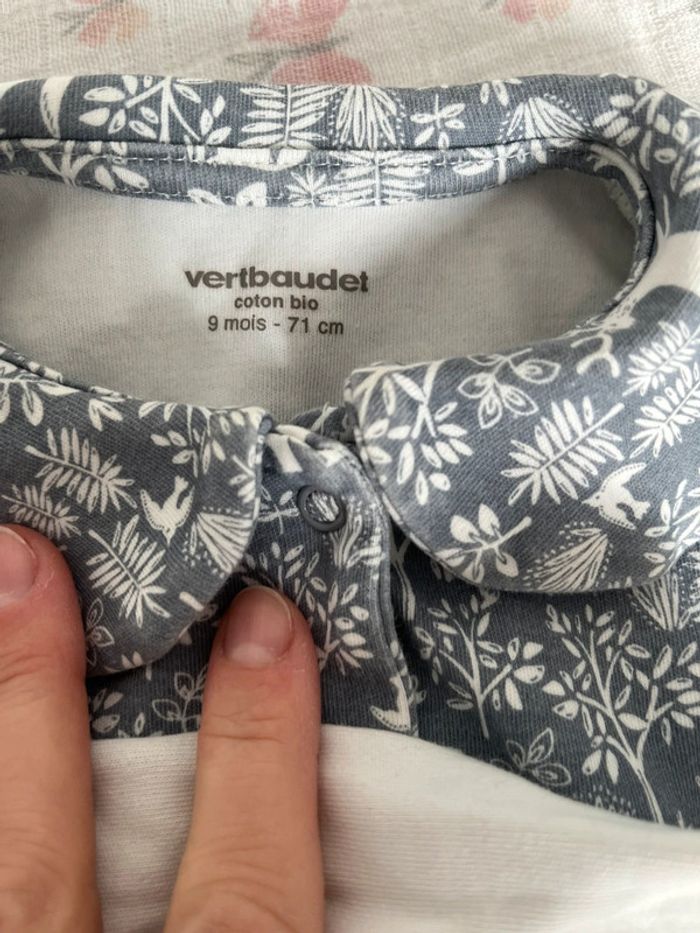 vertbaudet
coton bio
9 mois - 71 cm